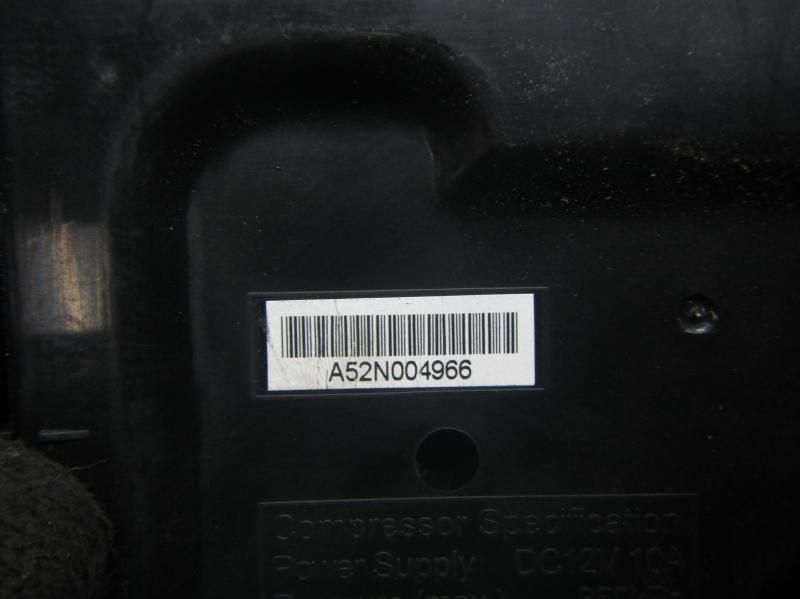 A52N004966
Compressor Specification
Power Supply DC12V 10A